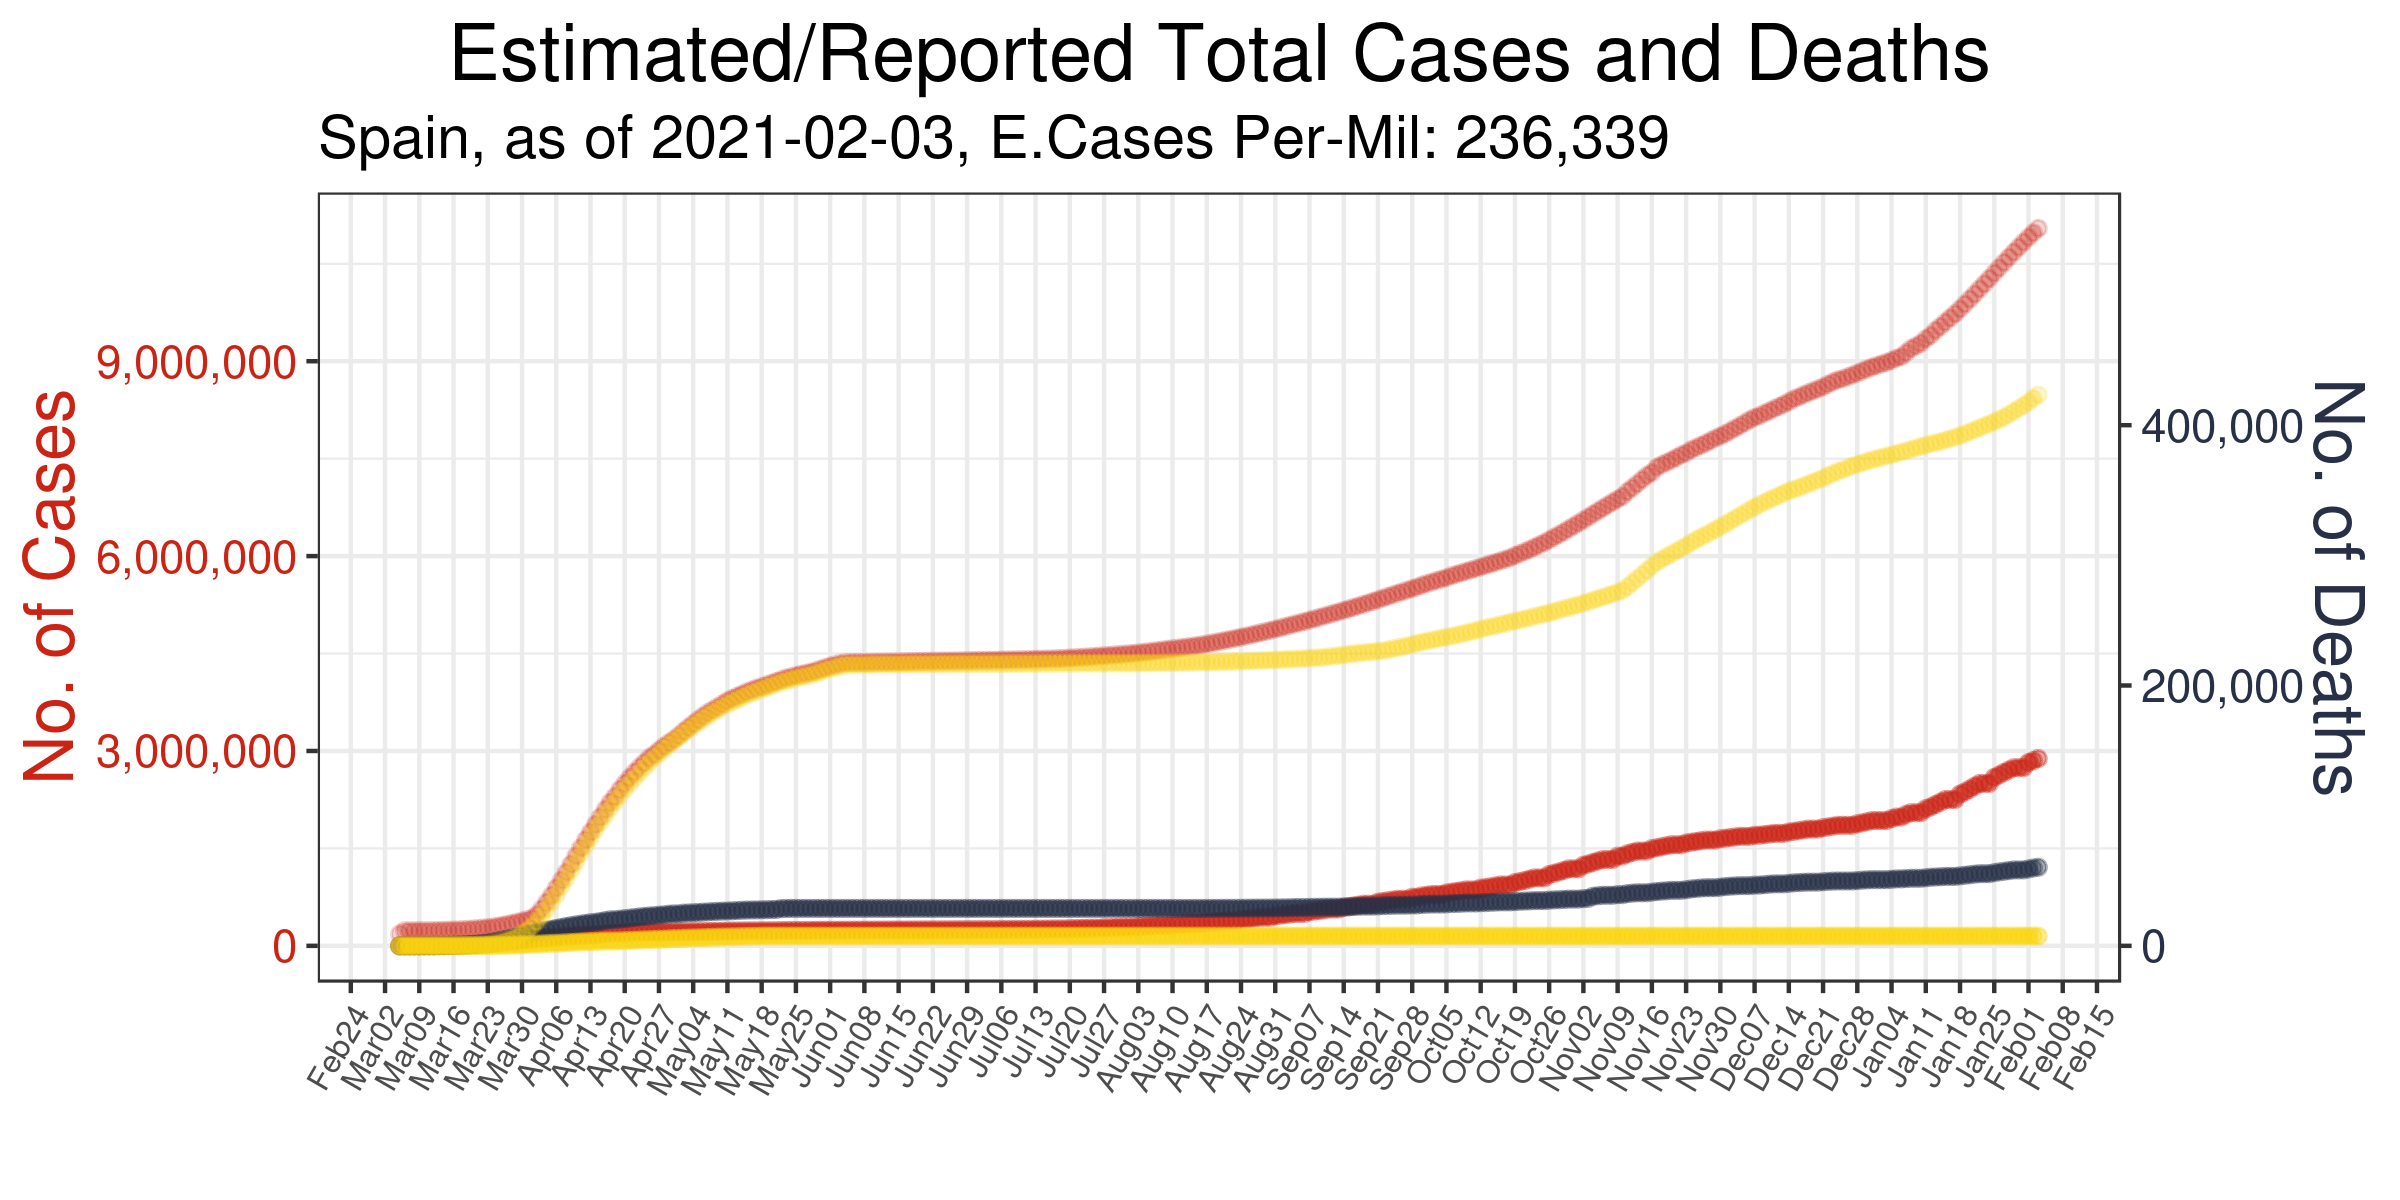 Estimated/Reported Total Cases and Deaths
Spain, as of 2021-02-03, E.Cases Per-Mil: 236,339
No. of Cases
9,000,000
6,000,000
3,000,000
0
400,000
200,000
0
No. of Deaths
Feb24
Mar02
Mar09
Mar16
Mar23
Mar30
Apr06
Apr13
Apr20
Apr27
May04
May11
May18
May25
Jun01
Jun08
Jun15
Jun22
Jun29
Jul06
Jul13
Jul20
Jul27
Aug03
Aug10
Aug17
Aug24
Aug31
Sep07
Sep14
Sep21
Sep28
Oct05
Oct12
Oct19
Oct26
Nov02
Nov09
Nov16
Nov23
Nov30
Dec07
Dec14
Dec21
Dec28
Jan04
Jan11
Jan18
Jan25
Feb01
Feb08
Feb15